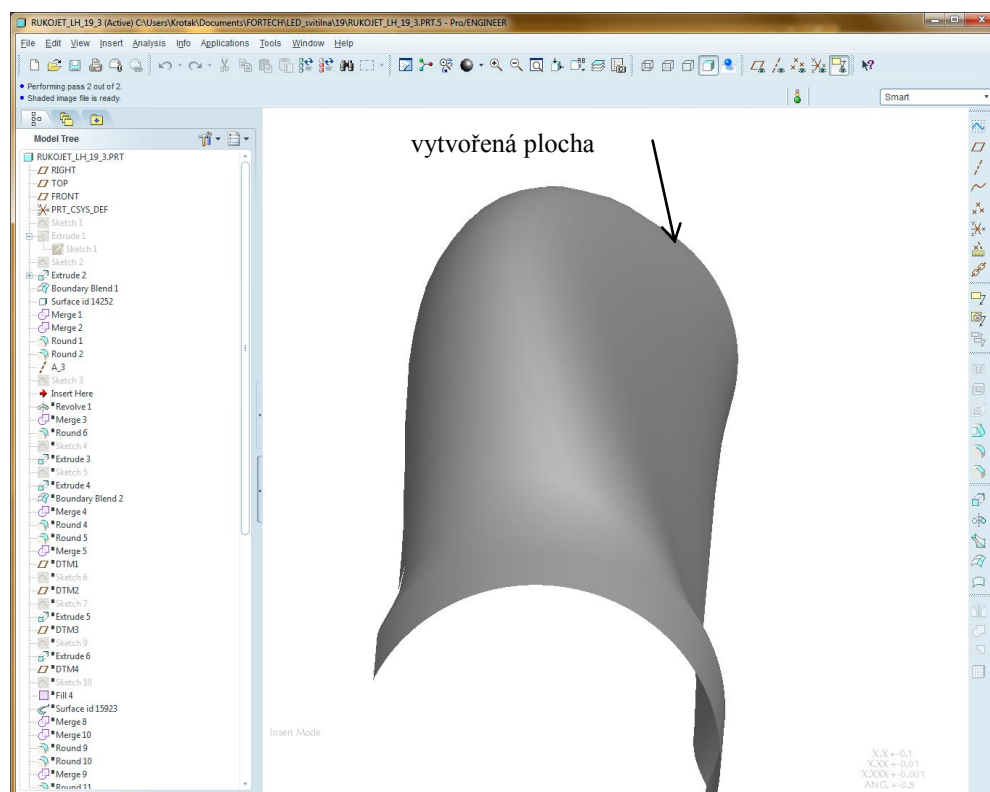 RUKOJET_LH_19_3 (Active) C:\Users\Krotak\Documents\FORTECH\LED_svitilna\19\RUKOJET_LH_19_3.PRT.5 - Pro/ENGINEER
File Edit View Insert Analysis Info Applications Tools Window Help
Performing pass 2 out of 2.
Shaded image file is ready.
Smart
Model Tree
vytvořená plocha
RUKOJET_LH_19_3.PRT
RIGHT
TOP
FRONT
PRT_CSYS_DEF
Sketch 1
Extrude 1
Sketch 1
Sketch 2
Extrude 2
Boundary Blend 1
Surface id 14252
Merge 1
Merge 2
Round 1
Round 2
A_3
Sketch 3
Insert Here
Revolve 1
Merge 3
Round 6
Sketch 4
Extrude 3
Sketch 5
Extrude 4
Boundary Blend 2
Merge 4
Round 4
Round 5
Merge 5
DTM1
Sketch 6
DTM2
Sketch 7
Extrude 5
DTM3
Sketch 9
Extrude 6
DTM4
Sketch 10
Fill 4
Surface id 15923
Merge 8
Merge 10
Round 9
Round 10
Merge 9
Round 11
Insert Mode
X.X +-0.1
X.XX +-0.01
X.XXX +-0.001
ANG. +-0.5